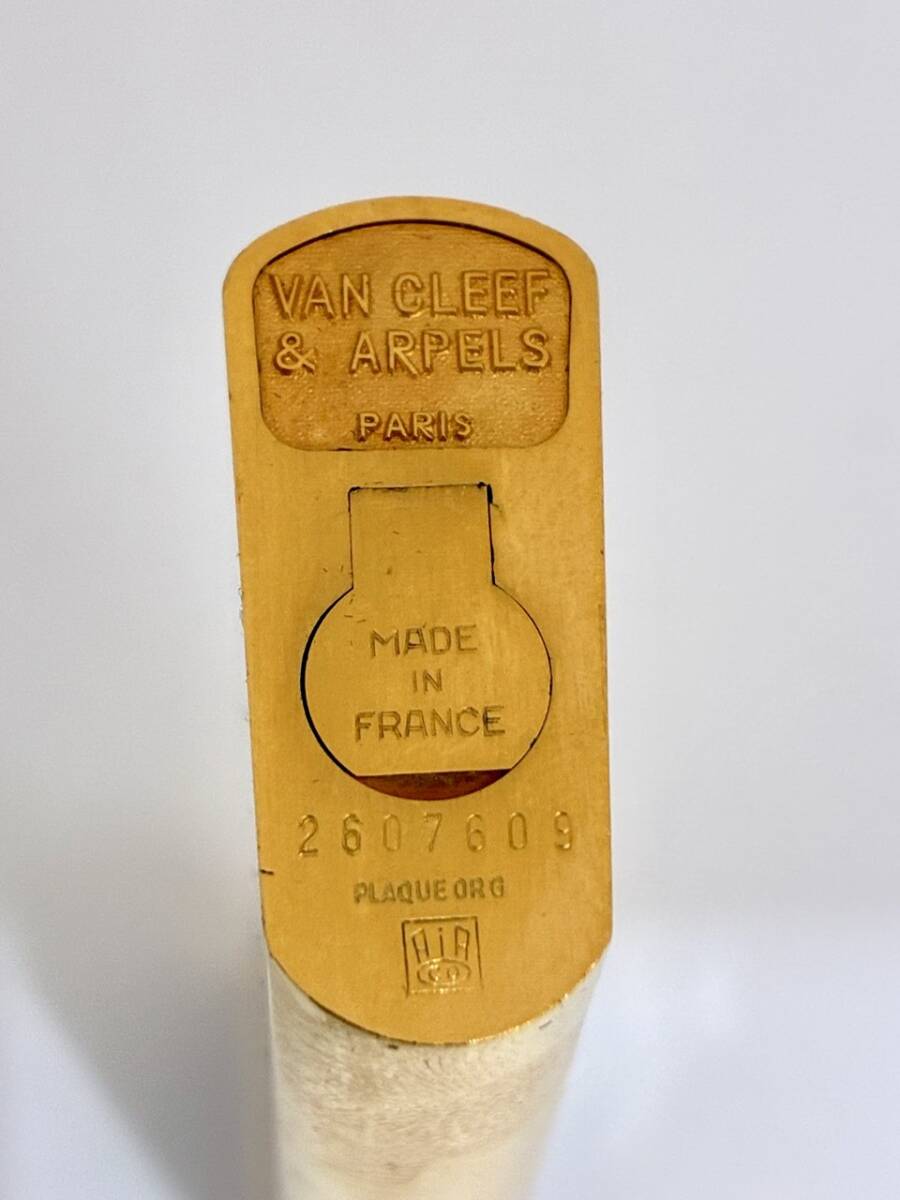 VAN CLEEF
& ARPELS
PARIS
MADE
IN
FRANCE
2607609
PLAQUE OR G